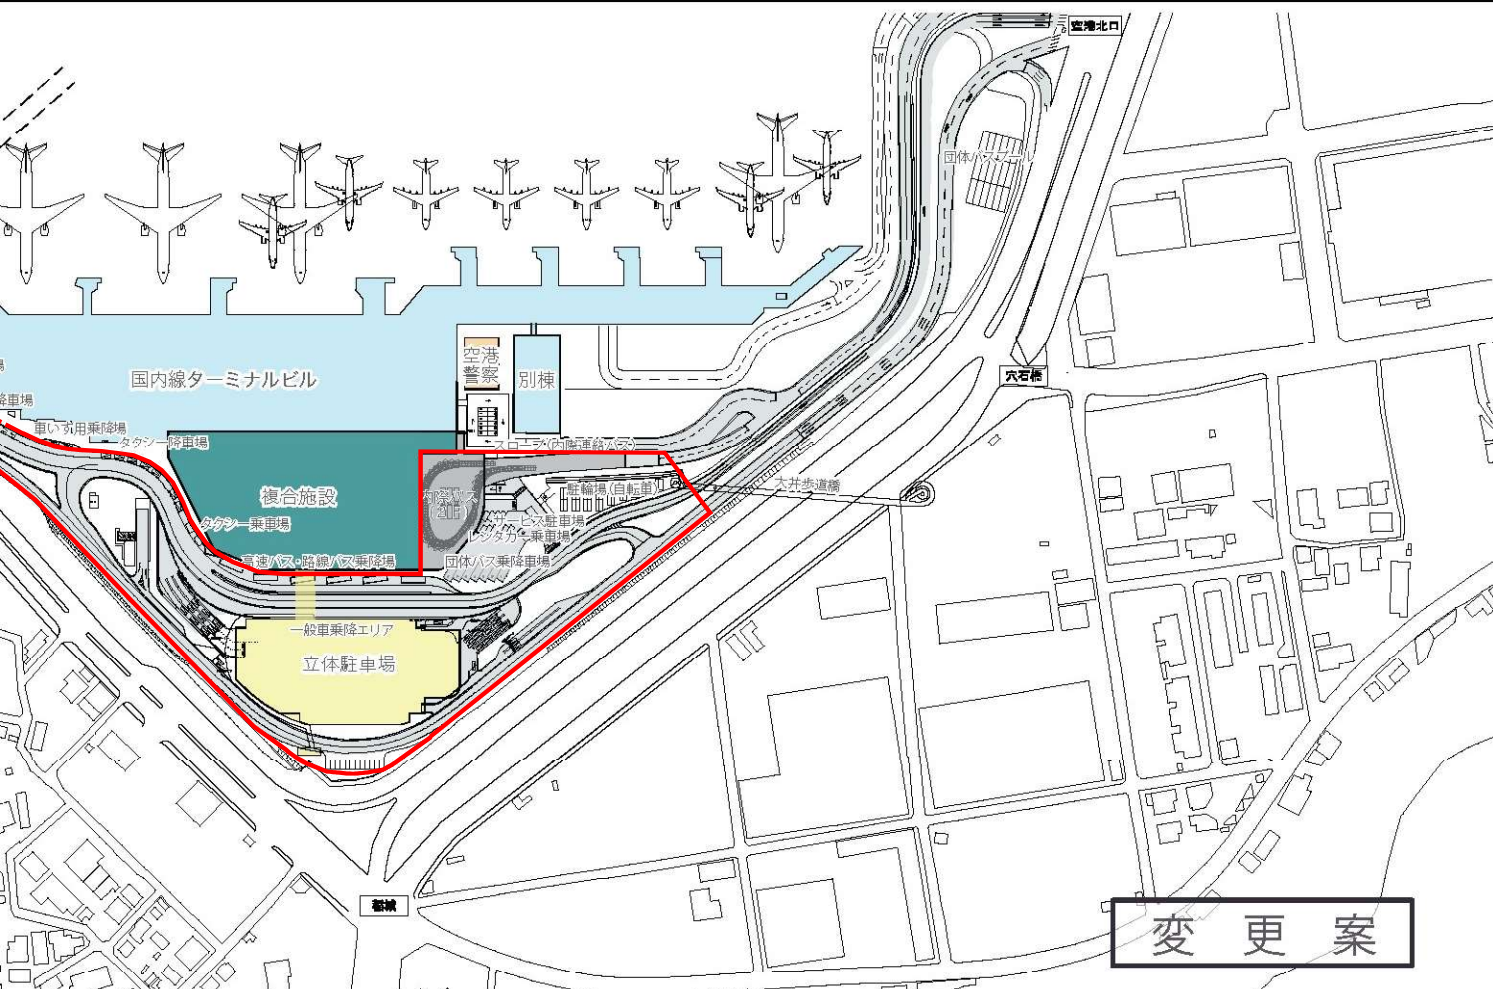 空港北口
団体バスプール
空港
警察
別棟
国内線ターミナルビル
穴石橋
降車場
車いす用乗降場
タクシー降車場
スロープ(内際連絡バス)
大井歩道橋
駐輪場(自転車)
複合施設
タクシー乗車場
サービス駐車場
レンタカー乗車場
高速バス・路線バス乗降場
団体バス乗降車場
一般車乗降エリア
立体駐車場
稲城
変更案